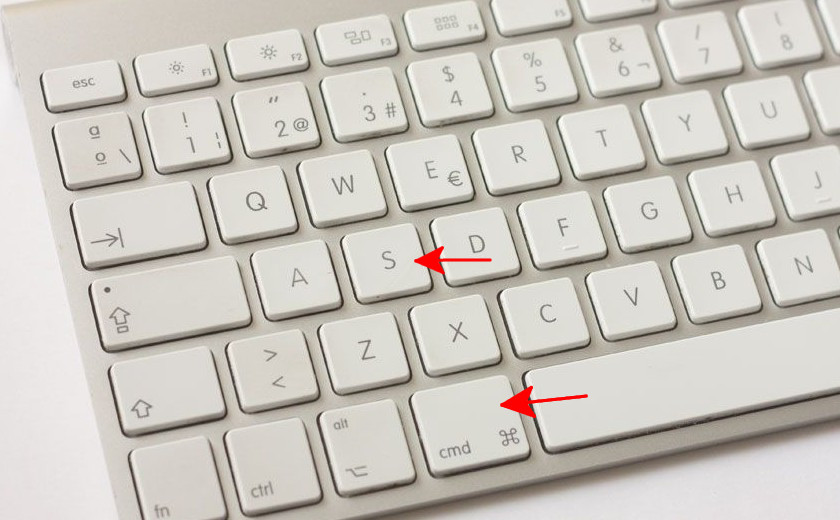 esc F1 F2 F3 F4 F5
ª º \ ! 1 ¦ " 2 @ · 3 # $ 4 % 5 & 6 ¬ / 7 ( 8
Q W E € R T Y U
A S D F G H J
> < Z X C V B N
fn ctrl alt ⌥ cmd ⌘